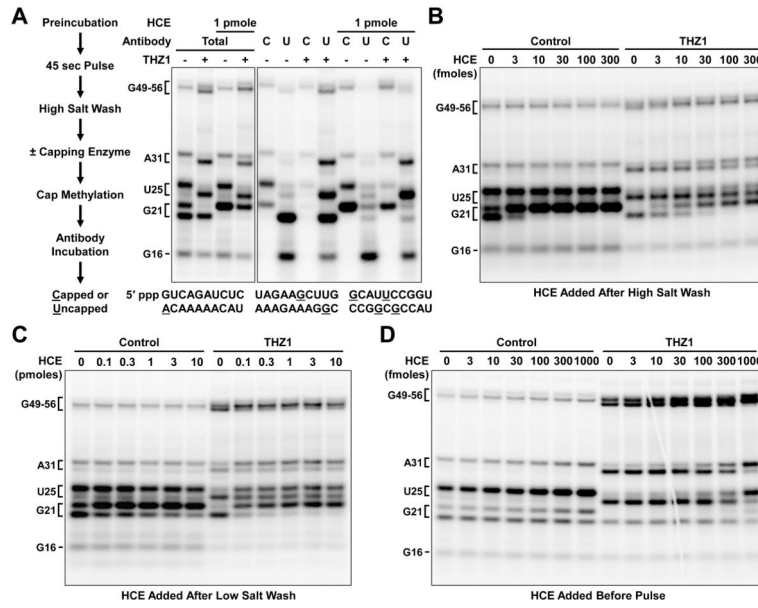 A
Preincubation
45 sec Pulse
High Salt Wash
± Capping Enzyme
Cap Methylation
Antibody
Incubation
Capped or
Uncapped
HCE 1 pmole 1 pmole
Antibody Total C U C U C U C U
THZ1 - + - + - - + + - - + +
G49-56
A31
U25
G21
G16
5′ ppp GUCAGAUCUC UAGAAGCUUG GCAUUCCGGU
ACAAAAACAU AAAGAAAGGC CCGGCGCCAU
B
Control THZ1
HCE 0 3 10 30 100 300 0 3 10 30 100 300
(fmoles)
G49-56
A31
U25
G21
G16
HCE Added After High Salt Wash
C
Control THZ1
HCE 0 0.1 0.3 1 3 10 0 0.1 0.3 1 3 10
(pmoles)
G49-56
A31
U25
G21
G16
HCE Added After Low Salt Wash
D
Control THZ1
HCE 0 3 10 30 100 300 1000 0 3 10 30 100 300 1000
(fmoles)
G49-56
A31
U25
G21
G16
HCE Added Before Pulse